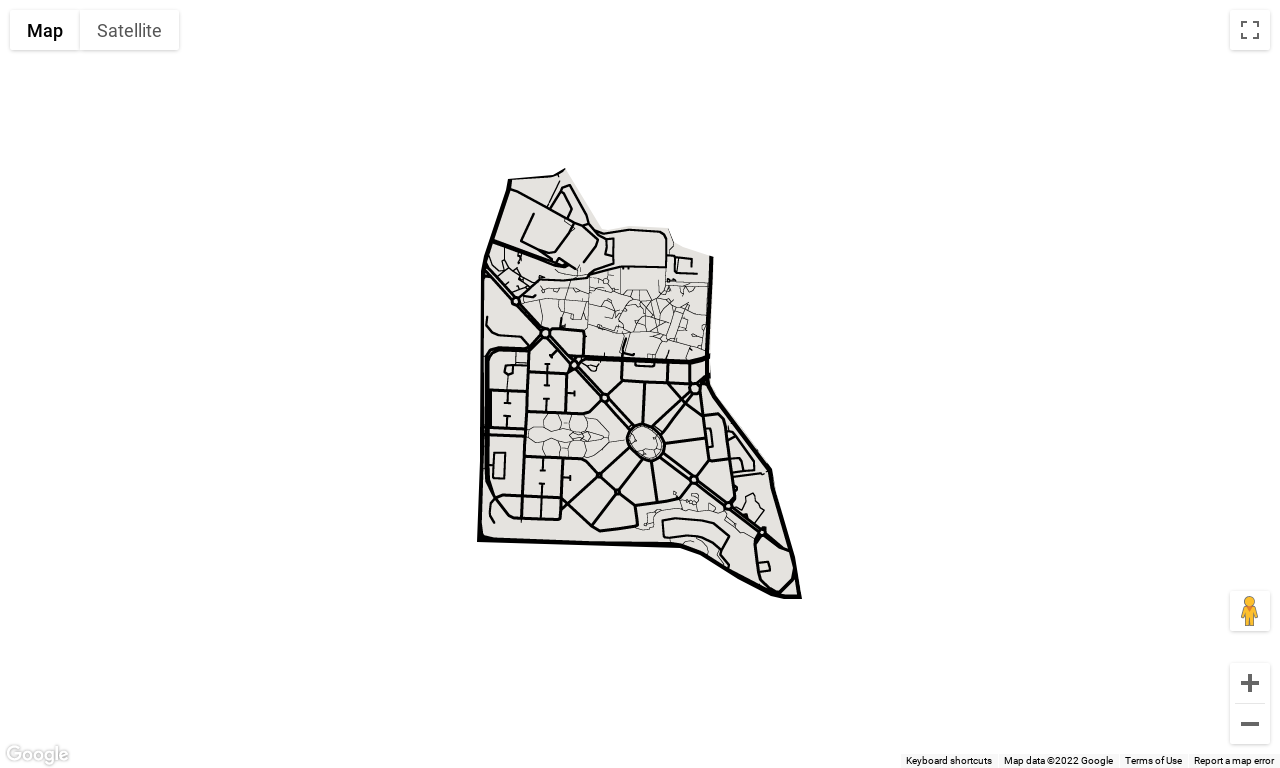 Map
Satellite
Google
Keyboard shortcuts
Map data ©2022 Google
Terms of Use
Report a map error